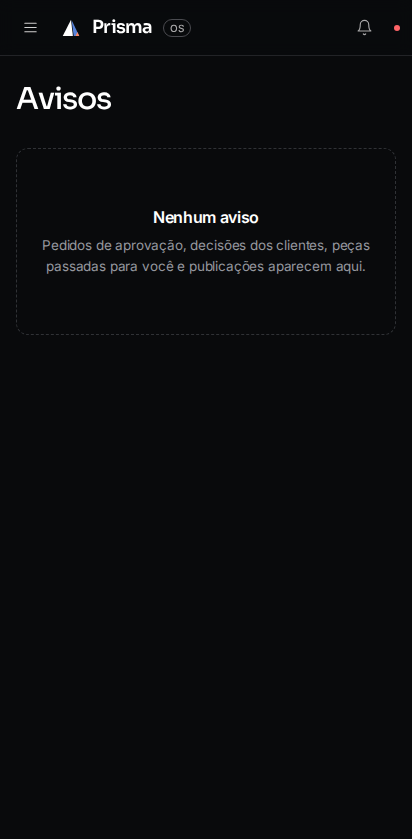 Prisma OS
Avisos
Nenhum aviso
Pedidos de aprovação, decisões dos clientes, peças
passadas para você e publicações aparecem aqui.